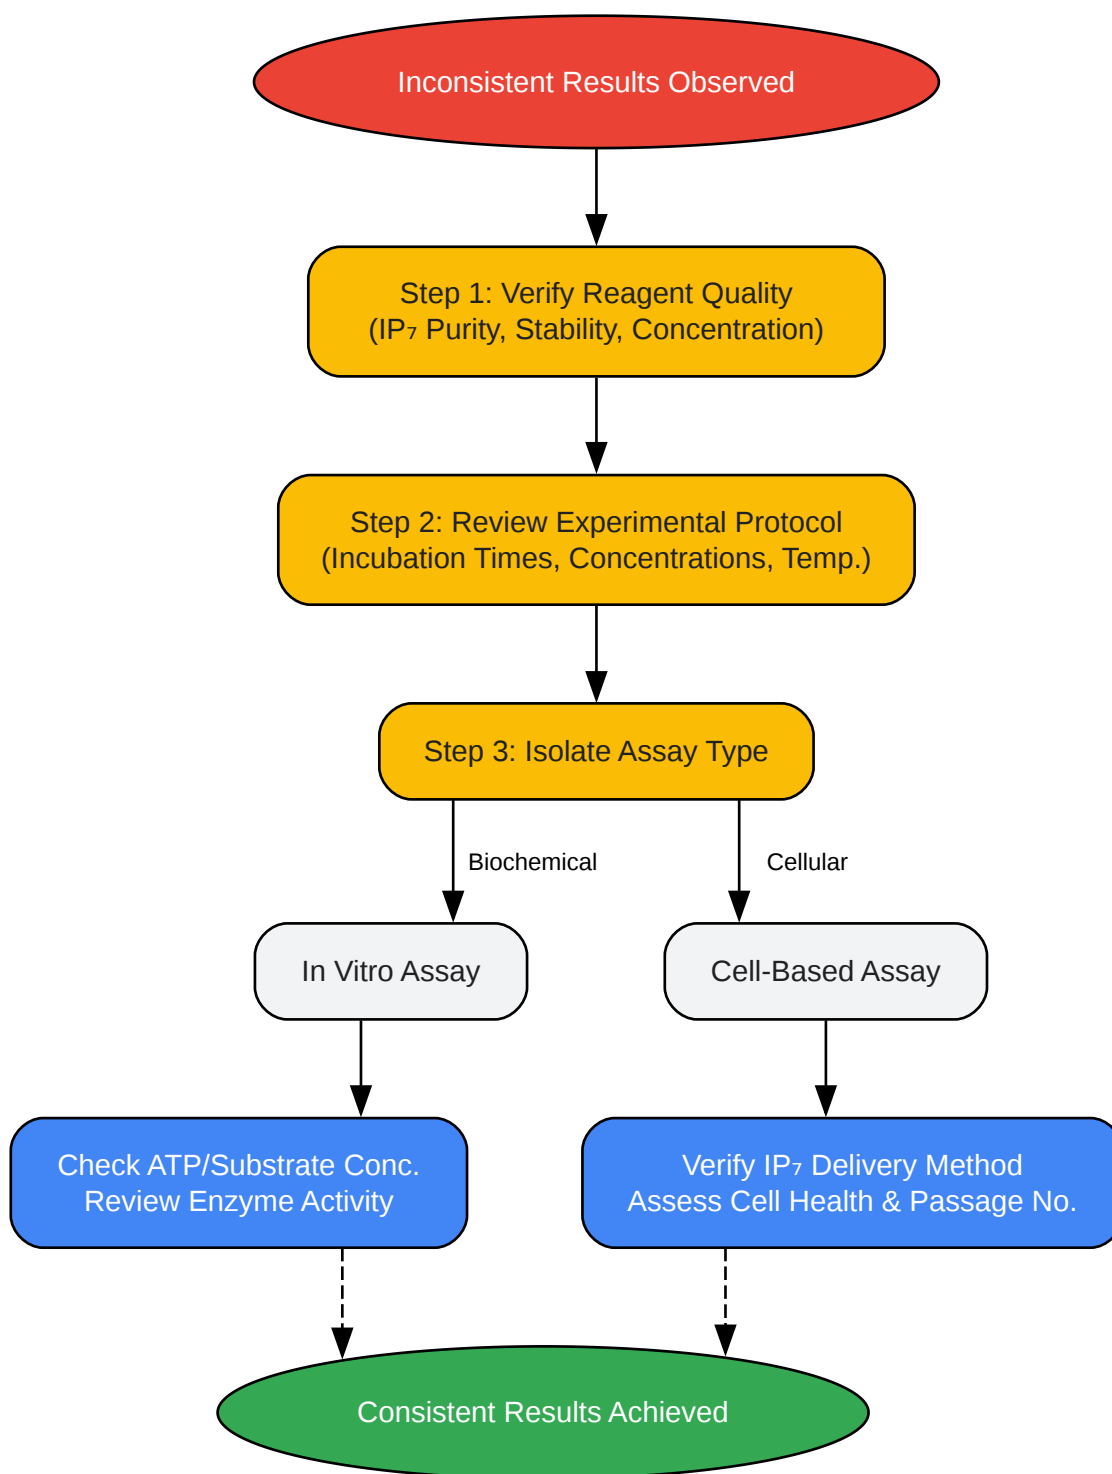 Inconsistent Results Observed
Step 1: Verify Reagent Quality
(IP₇ Purity, Stability, Concentration)
Step 2: Review Experimental Protocol
(Incubation Times, Concentrations, Temp.)
Step 3: Isolate Assay Type
Biochemical
Cellular
In Vitro Assay
Cell-Based Assay
Check ATP/Substrate Conc.
Review Enzyme Activity
Verify IP₇ Delivery Method
Assess Cell Health & Passage No.
Consistent Results Achieved